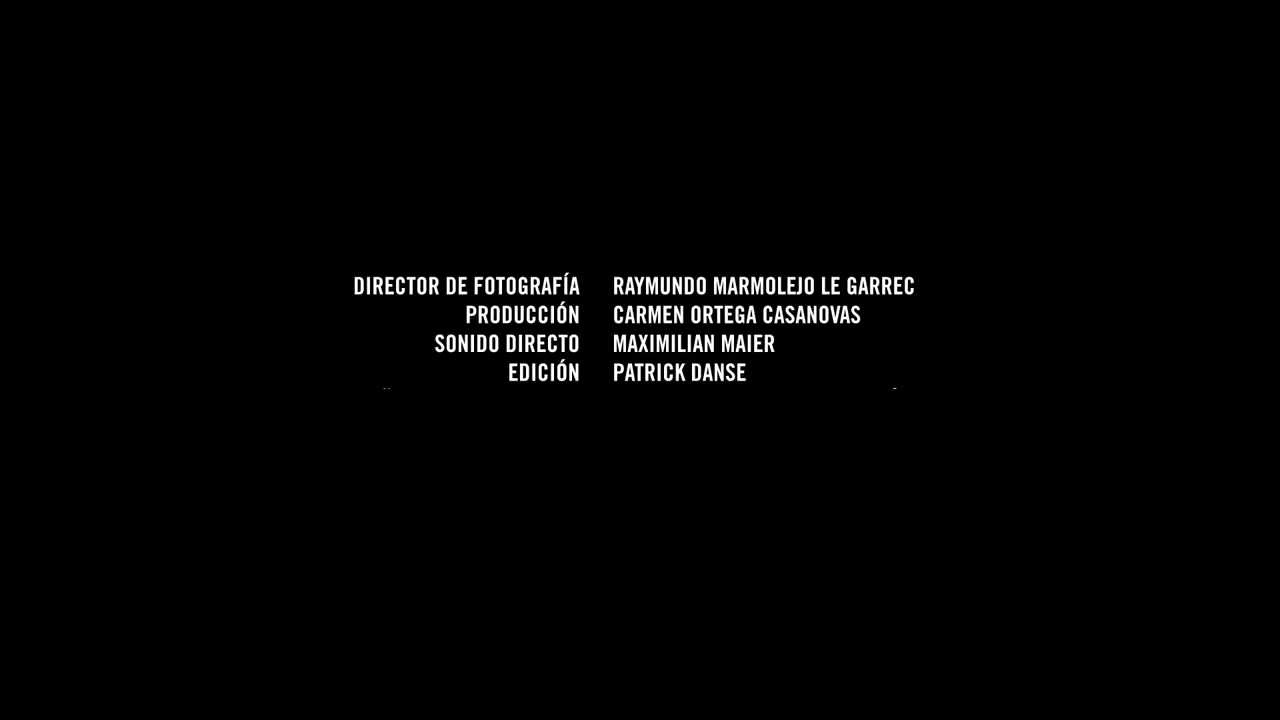 DIRECTOR DE FOTOGRAFÍA RAYMUNDO MARMOLEJO LE GARREC
PRODUCCIÓN CARMEN ORTEGA CASANOVAS
SONIDO DIRECTO MAXIMILIAN MAIER
EDICIÓN PATRICK DANSE